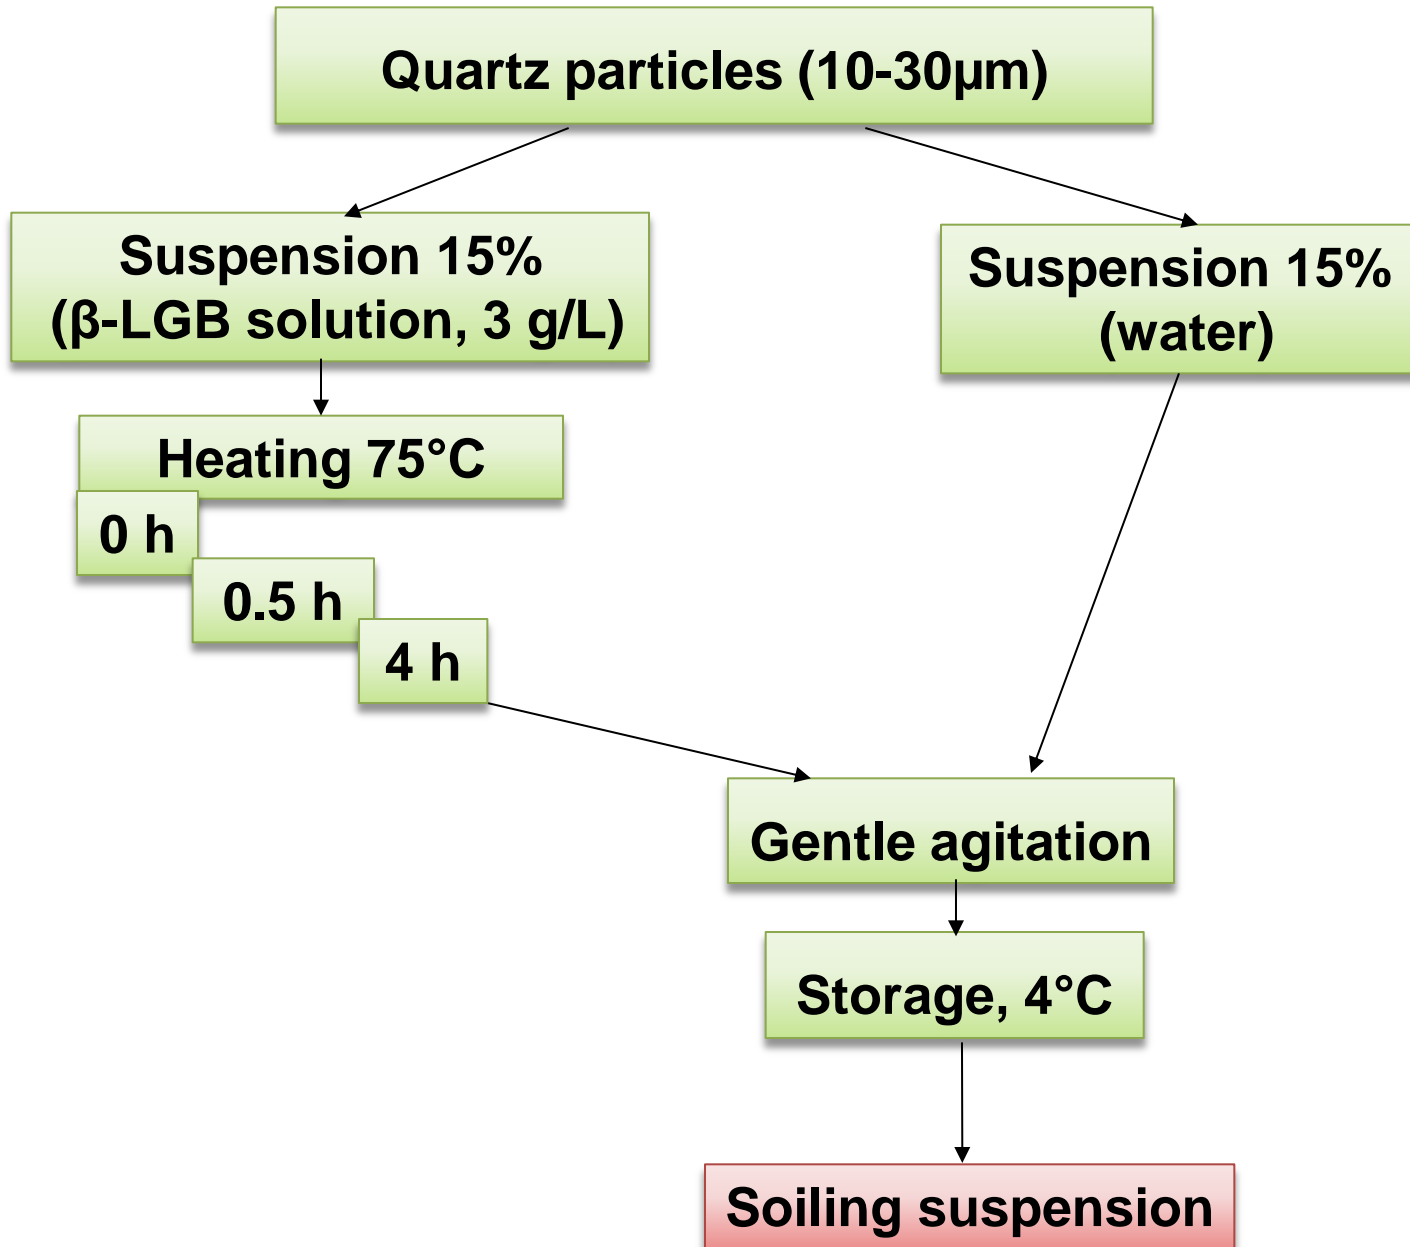 Quartz particles (10-30µm)
Suspension 15%
(β-LGB solution, 3 g/L)
Suspension 15%
(water)
Heating 75°C
0 h
0.5 h
4 h
Gentle agitation
Storage, 4°C
Soiling suspension